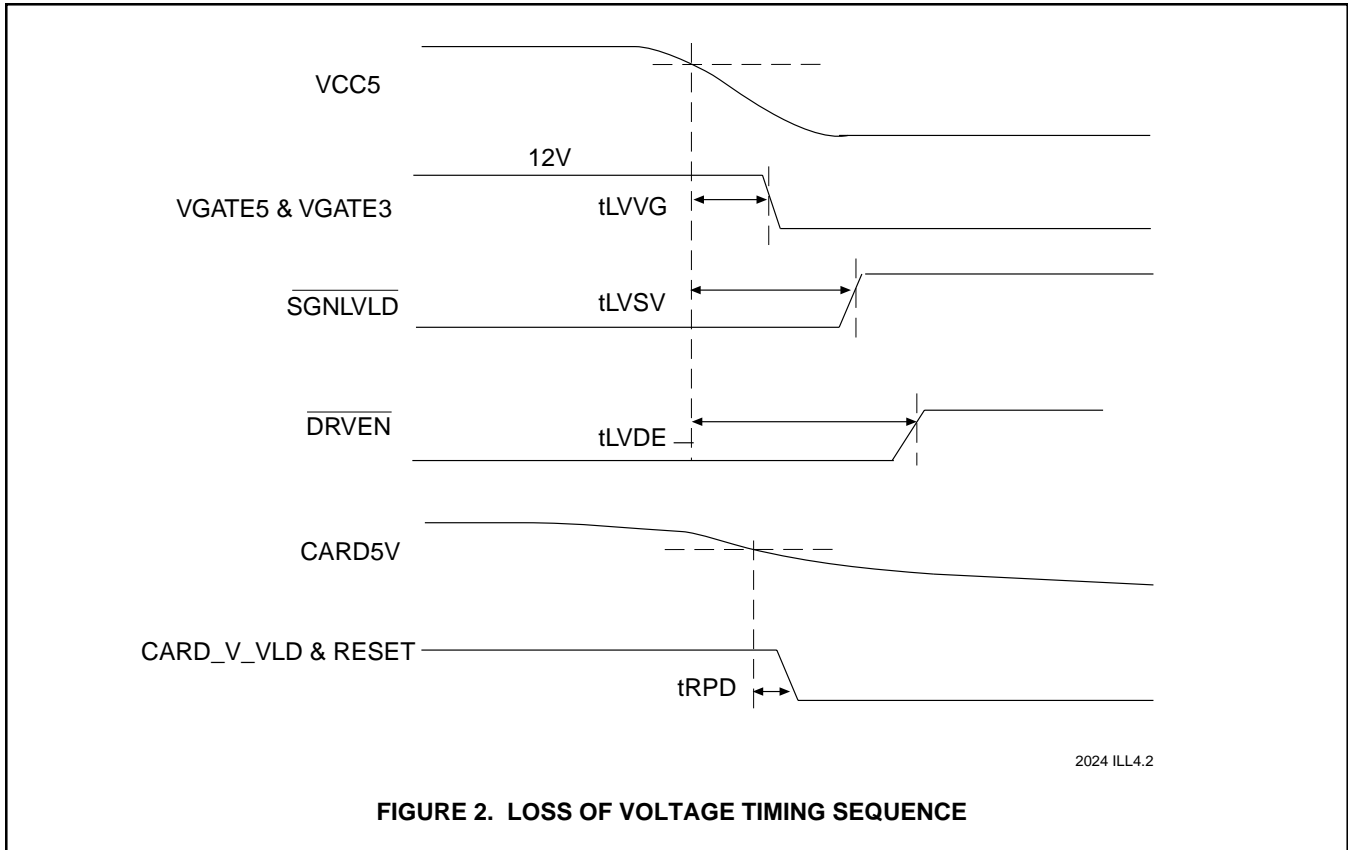 VCC5
12V
VGATE5 & VGATE3
tLVVG
SGNLVLD
tLVSV
DRVEN
tLVDE
CARD5V
CARD_V_VLD & RESET
tRPD
2024 ILL4.2
FIGURE 2. LOSS OF VOLTAGE TIMING SEQUENCE